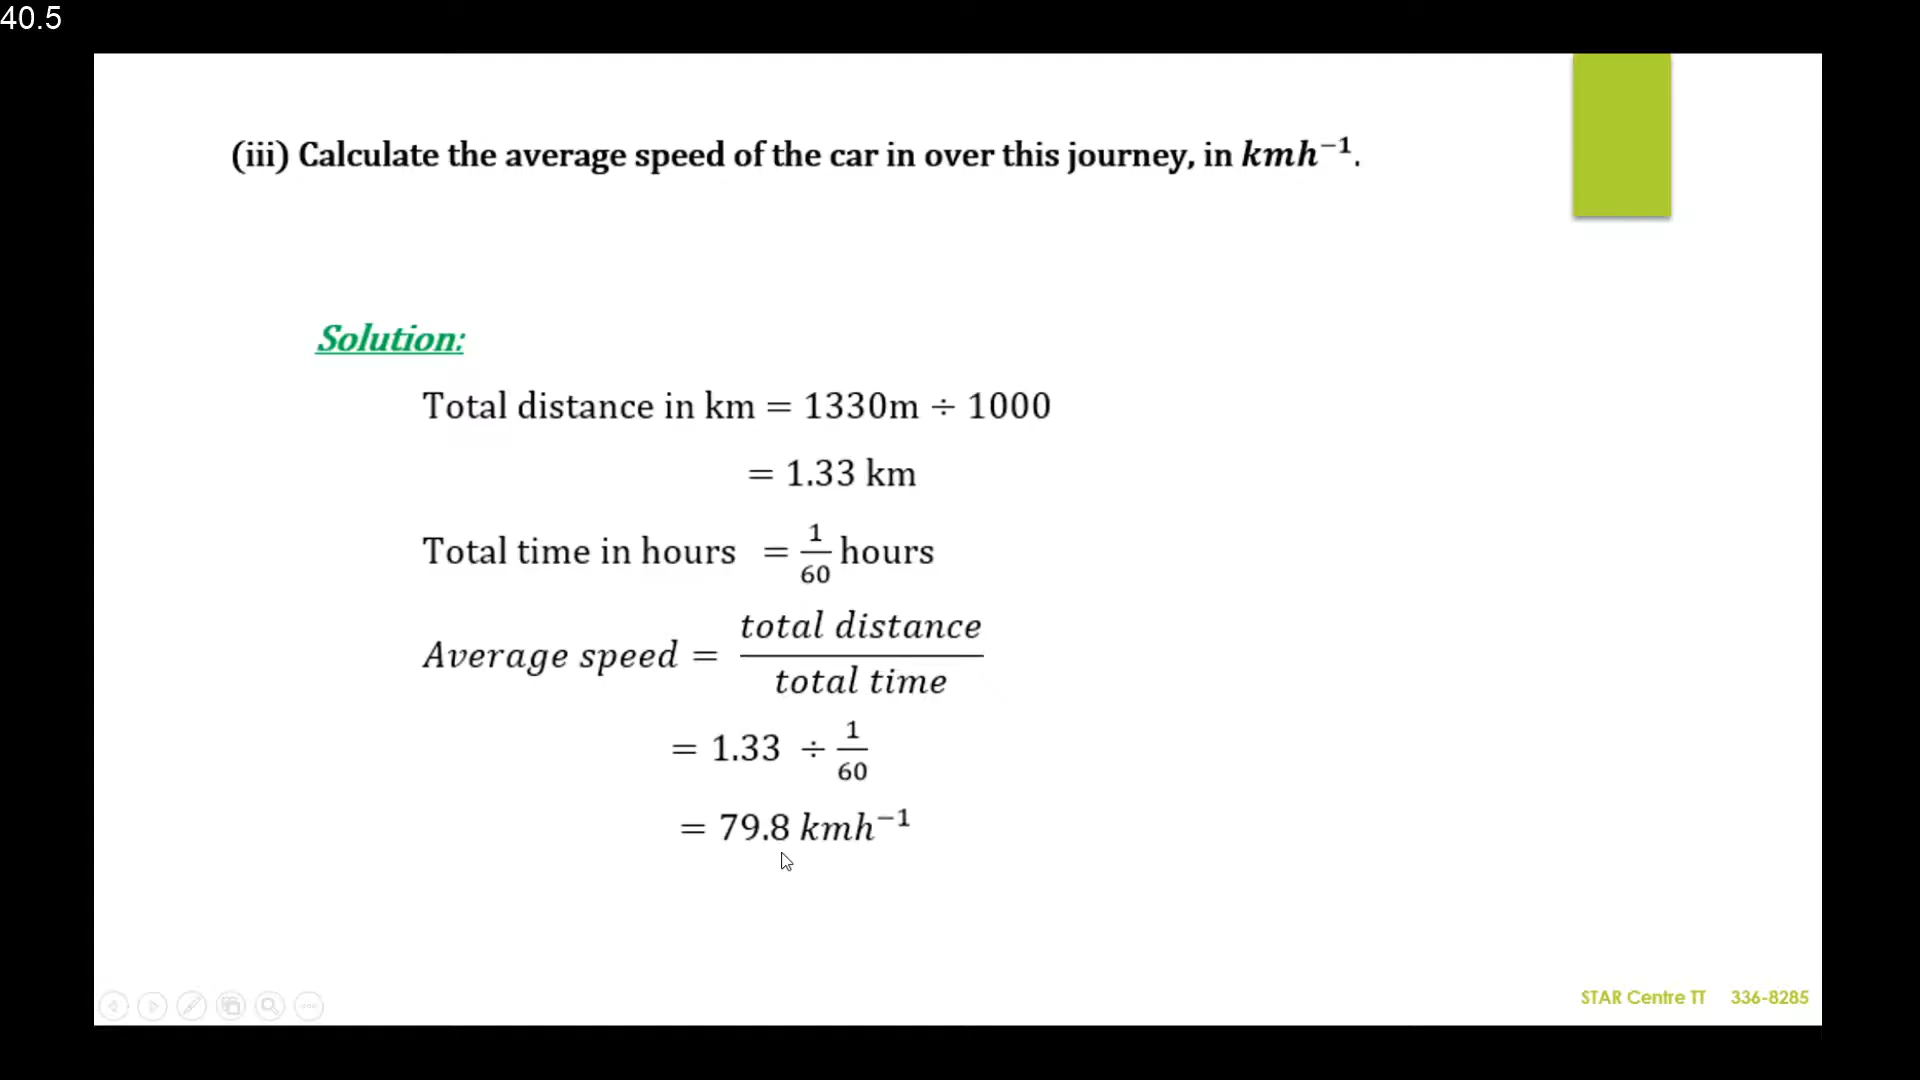 40.5
(iii) Calculate the average speed of the car in over this journey, in kmh⁻¹.
Solution:
Total distance in km = 1330m ÷ 1000
= 1.33 km
Total time in hours = 1/60 hours
Average speed = total distance / total time
= 1.33 ÷ 1/60
= 79.8 kmh⁻¹
STAR Centre TT 336-8285